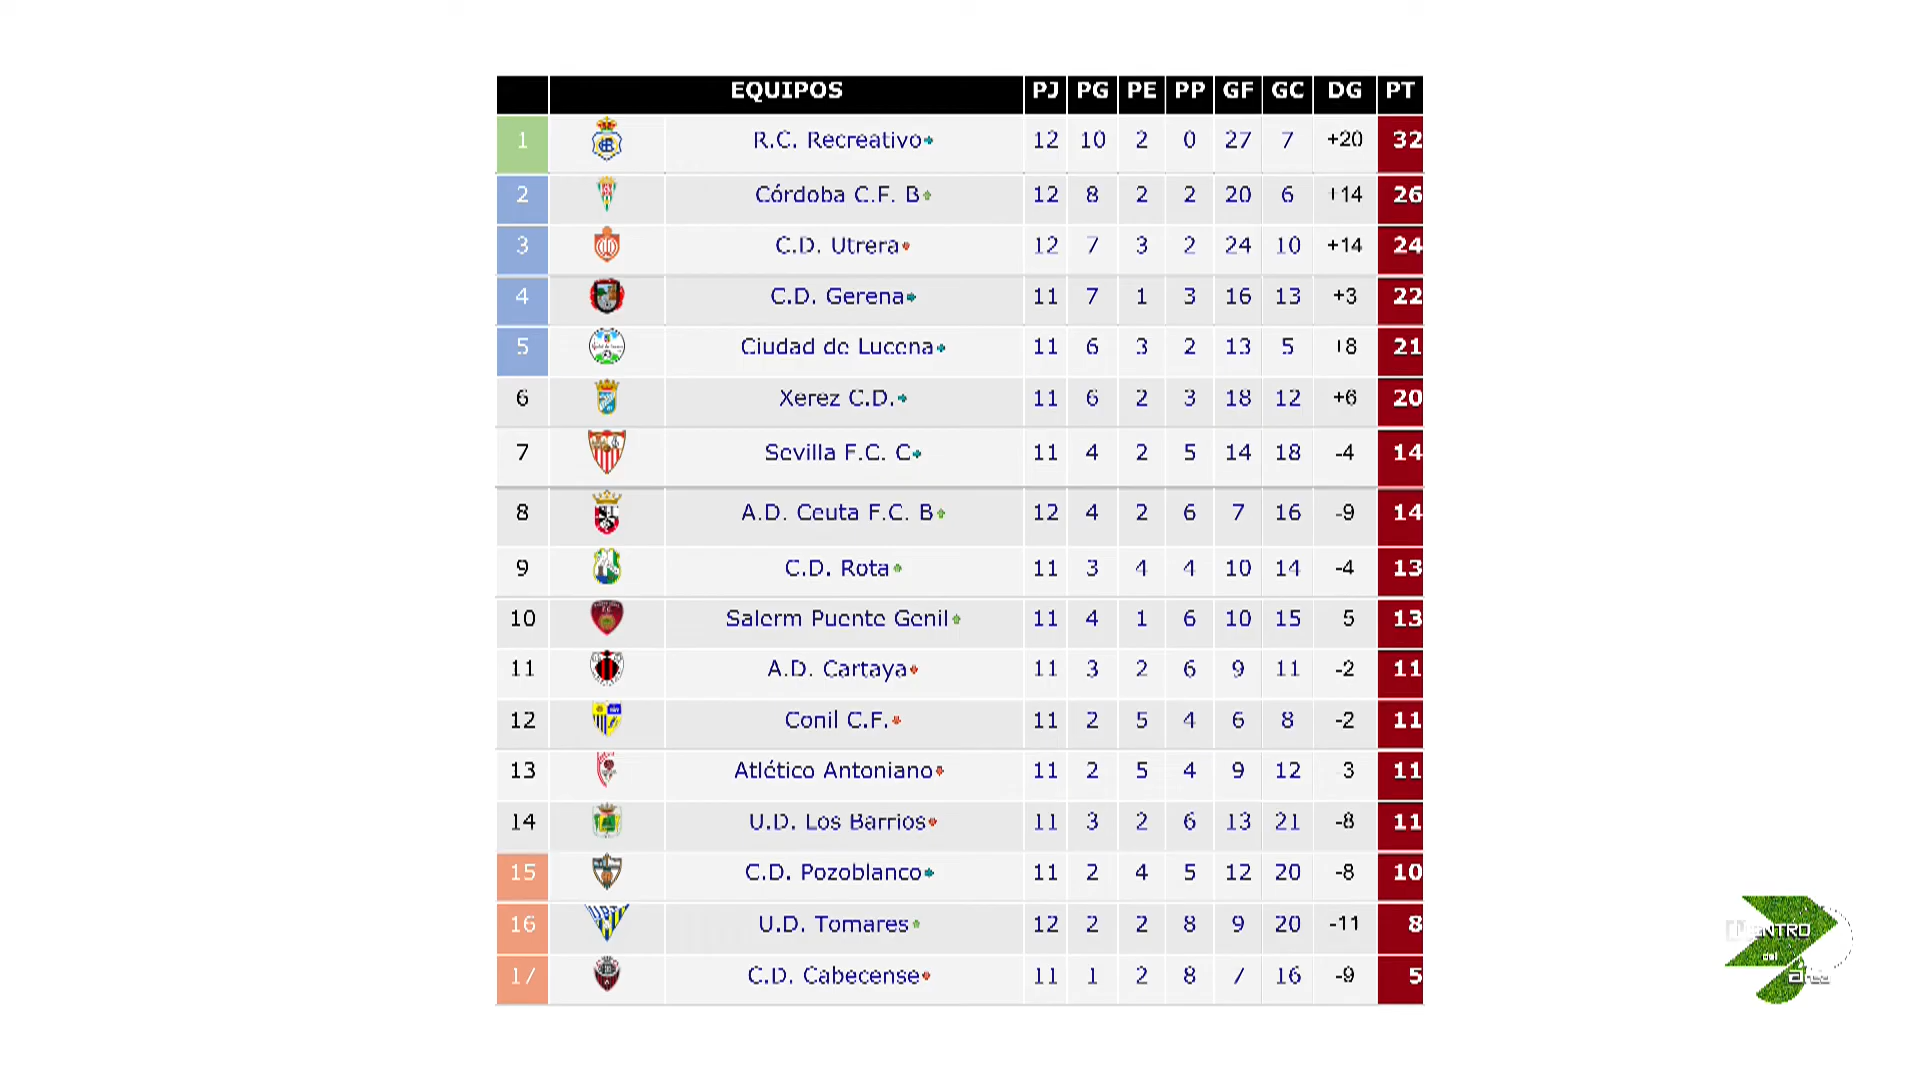 EQUIPOS PJ PG PE PP GF GC DG PT
1 R.C. Recreativo 12 10 2 0 27 7 +20 32
2 Córdoba C.F. B 12 8 2 2 20 6 +14 26
3 C.D. Utrera 12 7 3 2 24 10 +14 24
4 C.D. Gerena 11 7 1 3 16 13 +3 22
5 Ciudad de Lucena 11 6 3 2 13 5 +8 21
6 Xerez C.D. 11 6 2 3 18 12 +6 20
7 Sevilla F.C. C 11 4 2 5 14 18 -4 14
8 A.D. Ceuta F.C. B 12 4 2 6 7 16 -9 14
9 C.D. Rota 11 3 4 4 10 14 -4 13
10 Salerm Puente Genil 11 4 1 6 10 15 5 13
11 A.D. Cartaya 11 3 2 6 9 11 -2 11
12 Conil C.F. 11 2 5 4 6 8 -2 11
13 Atlético Antoniano 11 2 5 4 9 12 3 11
14 U.D. Los Barrios 11 3 2 6 13 21 -8 11
15 C.D. Pozoblanco 11 2 4 5 12 20 -8 10
16 U.D. Tomares 12 2 2 8 9 20 -11 8
17 C.D. Cabecense 11 1 2 8 7 16 -9 5
DENTRO
del
área